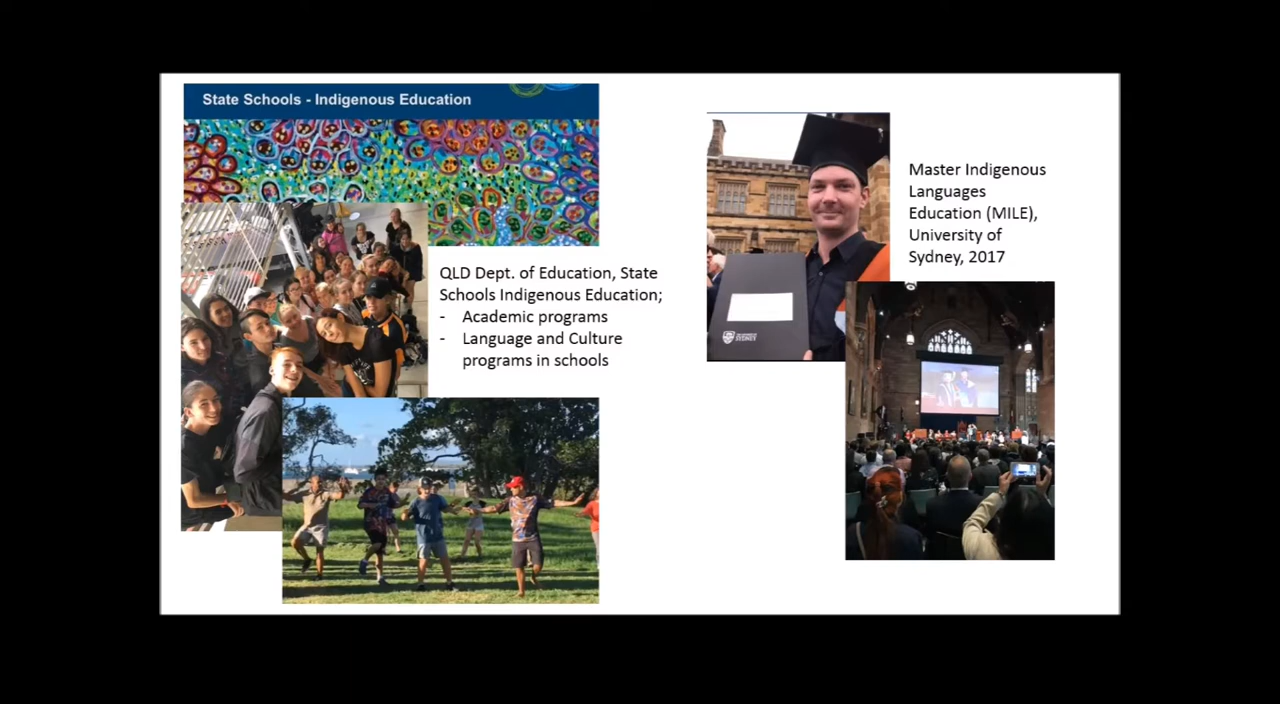 State Schools - Indigenous Education
QLD Dept. of Education, State
Schools Indigenous Education;
- Academic programs
- Language and Culture
programs in schools
Master Indigenous
Languages
Education (MILE),
University of
Sydney, 2017
SYDNEY